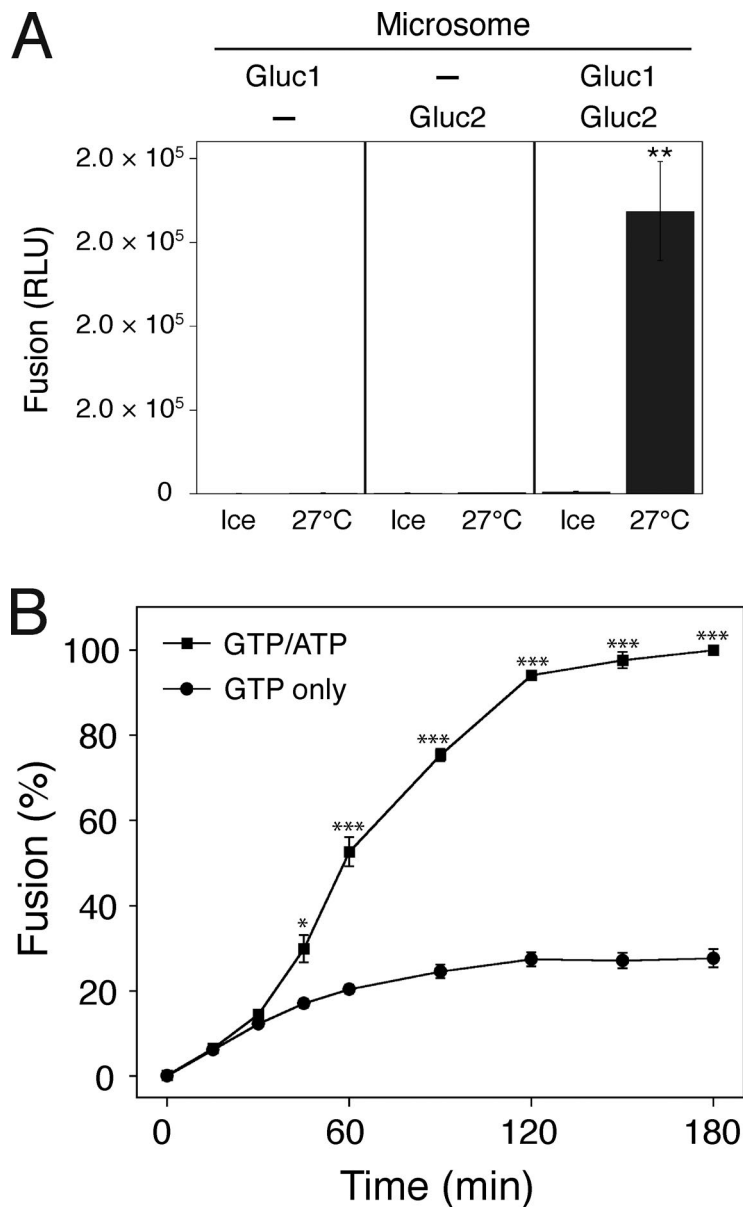 A
Microsome
Gluc1 – Gluc1
– Gluc2 Gluc2
**
2.0 × 10⁵
2.0 × 10⁵
2.0 × 10⁵
2.0 × 10⁵
0
Fusion (RLU)
Ice 27°C Ice 27°C Ice 27°C
B
GTP/ATP
GTP only
* *** *** *** *** ***
100
80
60
40
20
0
Fusion (%)
0 60 120 180
Time (min)